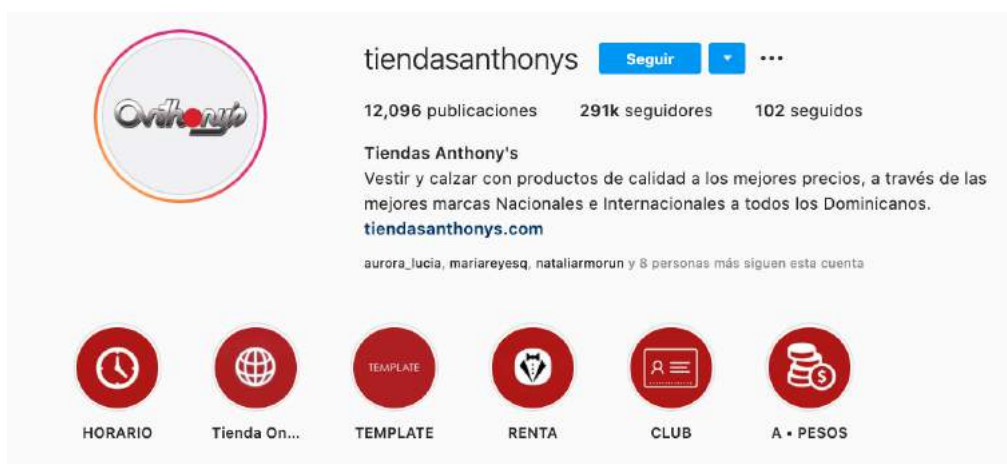 tiendasanthonys Seguir
12,096 publicaciones 291k seguidores 102 seguidos
Tiendas Anthony's
Vestir y calzar con productos de calidad a los mejores precios, a través de las
mejores marcas Nacionales e Internacionales a todos los Dominicanos.
tiendasanthonys.com
aurora_lucia, mariareyesq, nataliarmorun y 8 personas más siguen esta cuenta
Anthony's
TEMPLATE
HORARIO Tienda On... TEMPLATE RENTA CLUB A • PESOS